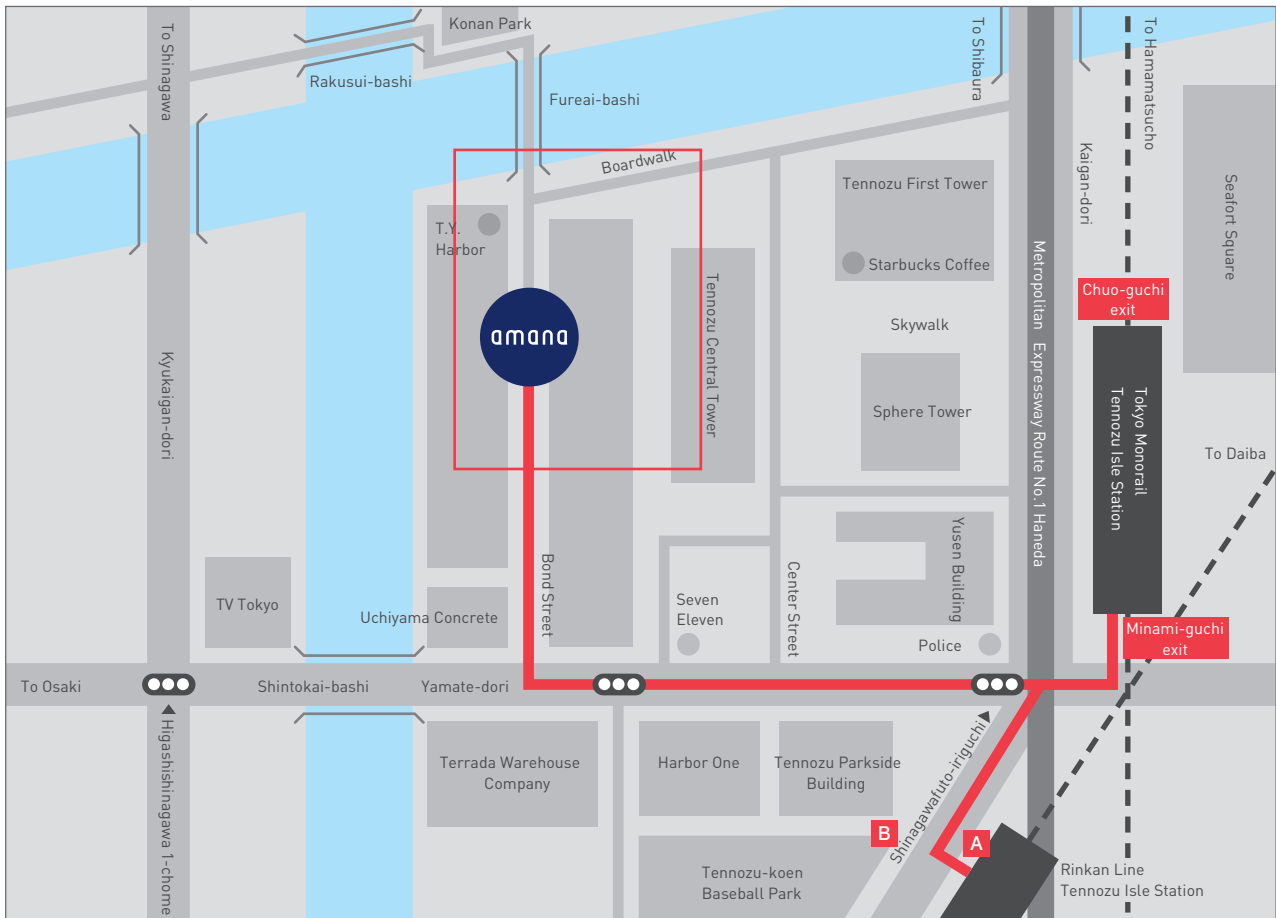 Konan Park
To Shinagawa
Rakusui-bashi
Fureai-bashi
To Shibaura
To Hamamatsucho
Kaigan-dori
Boardwalk
Tennozu First Tower
Seafort Square
T.Y.
Harbor
Starbucks Coffee
Metropolitan Expressway Route No.1 Haneda
Chuo-guchi
exit
Tennozu Central Tower
Skywalk
amana
Kyukaigan-dori
Tokyo Monorail
Tennozu Isle Station
Sphere Tower
To Daiba
Yusen Building
Bond Street
Center Street
TV Tokyo
Uchiyama Concrete
Seven
Eleven
Police
Minami-guchi
exit
To Osaki
Shintokai-bashi
Yamate-dori
Higashishinagawa 1-chome
Shinagawafuto-iriguchi
Terrada Warehouse
Company
Harbor One
Tennozu Parkside
Building
B
A
Tennozu-koen
Baseball Park
Rinkan Line
Tennozu Isle Station